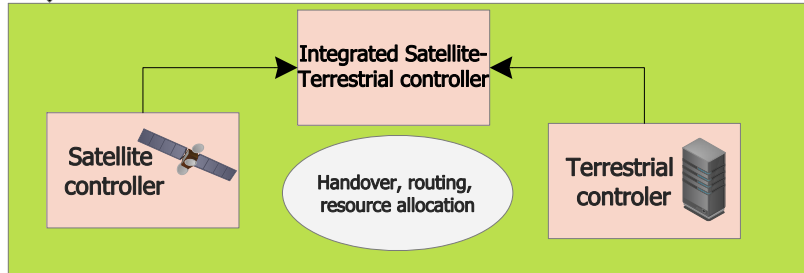 Integrated Satellite-
Terrestrial controller
Satellite
controller
Handover, routing,
resource allocation
Terrestrial
controler